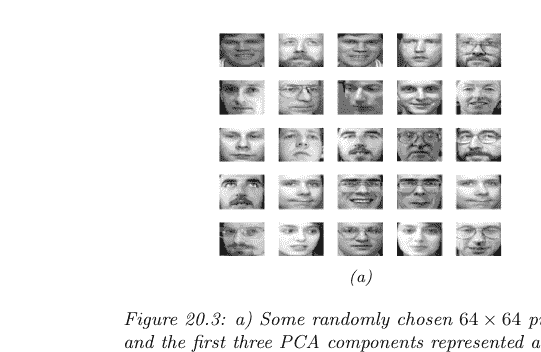 (a)
Figure 20.3: a) Some randomly chosen 64 × 64
and the first three PCA components represented